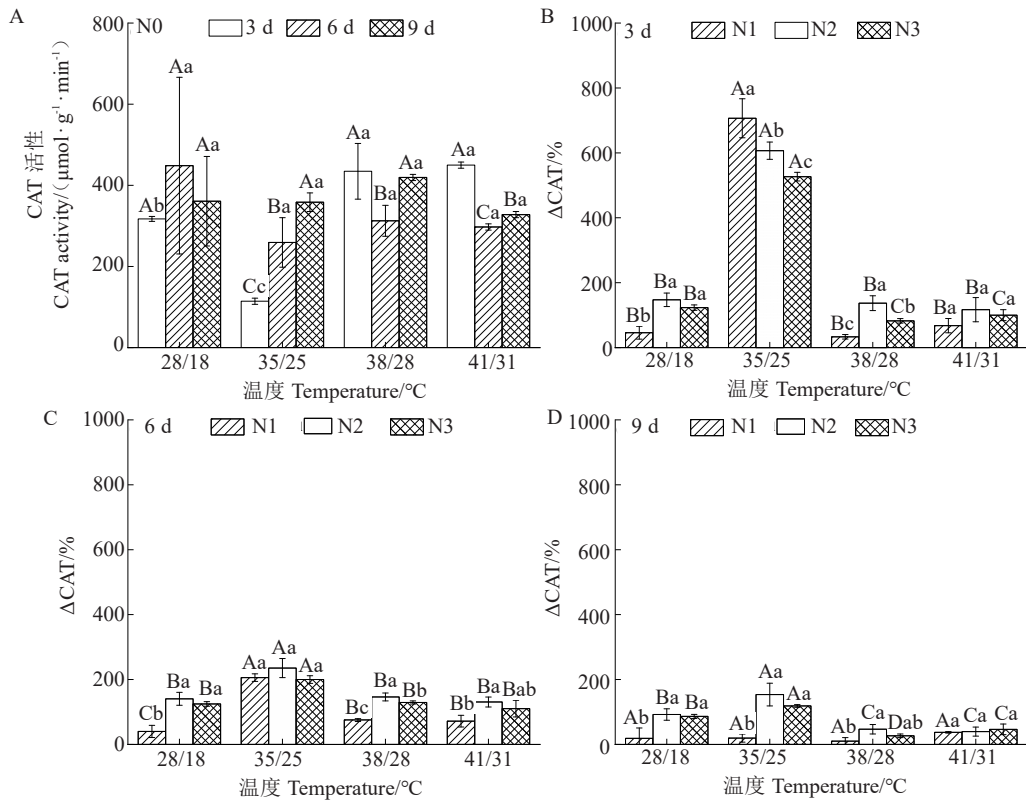 A
N0 3 d 6 d 9 d
800
600
400
200
0
CAT 活性
CAT activity/(μmol·g⁻¹·min⁻¹)
Ab Aa Aa
Cc Ba Aa
Aa Ba Aa
Aa Ca Ba
28/18 35/25 38/28 41/31
温度 Temperature/℃
B
3 d N1 N2 N3
1000
800
600
400
200
0
ΔCAT/%
Bb Ba Ba
Aa Ab Ac
Bc Ba Cb
Ba Ba Ca
28/18 35/25 38/28 41/31
温度 Temperature/℃
C
6 d N1 N2 N3
1000
800
600
400
200
0
ΔCAT/%
Cb Ba Ba
Aa Aa Aa
Bc Ba Bb
Bb Ba Bab
28/18 35/25 38/28 41/31
温度 Temperature/℃
D
9 d N1 N2 N3
1000
800
600
400
200
0
ΔCAT/%
Ab Ba Ba
Ab Aa Aa
Ab Ca Dab
Aa Ca Ca
28/18 35/25 38/28 41/31
温度 Temperature/℃